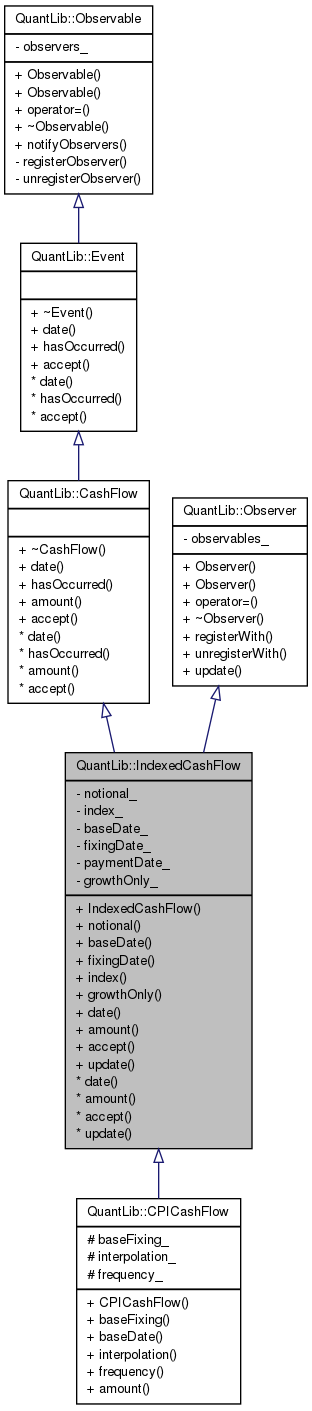 QuantLib::Observable
- observers_
+ Observable()
+ Observable()
+ operator=()
+ ~Observable()
+ notifyObservers()
- registerObserver()
- unregisterObserver()
QuantLib::Event
+ ~Event()
+ date()
+ hasOccurred()
+ accept()
* date()
* hasOccurred()
* accept()
QuantLib::CashFlow
+ ~CashFlow()
+ date()
+ hasOccurred()
+ amount()
+ accept()
* date()
* hasOccurred()
* amount()
* accept()
QuantLib::Observer
- observables_
+ Observer()
+ Observer()
+ operator=()
+ ~Observer()
+ registerWith()
+ unregisterWith()
+ update()
QuantLib::IndexedCashFlow
- notional_
- index_
- baseDate_
- fixingDate_
- paymentDate_
- growthOnly_
+ IndexedCashFlow()
+ notional()
+ baseDate()
+ fixingDate()
+ index()
+ growthOnly()
+ date()
+ amount()
+ accept()
+ update()
* date()
* amount()
* accept()
* update()
QuantLib::CPICashFlow
# baseFixing_
# interpolation_
# frequency_
+ CPICashFlow()
+ baseFixing()
+ baseDate()
+ interpolation()
+ frequency()
+ amount()